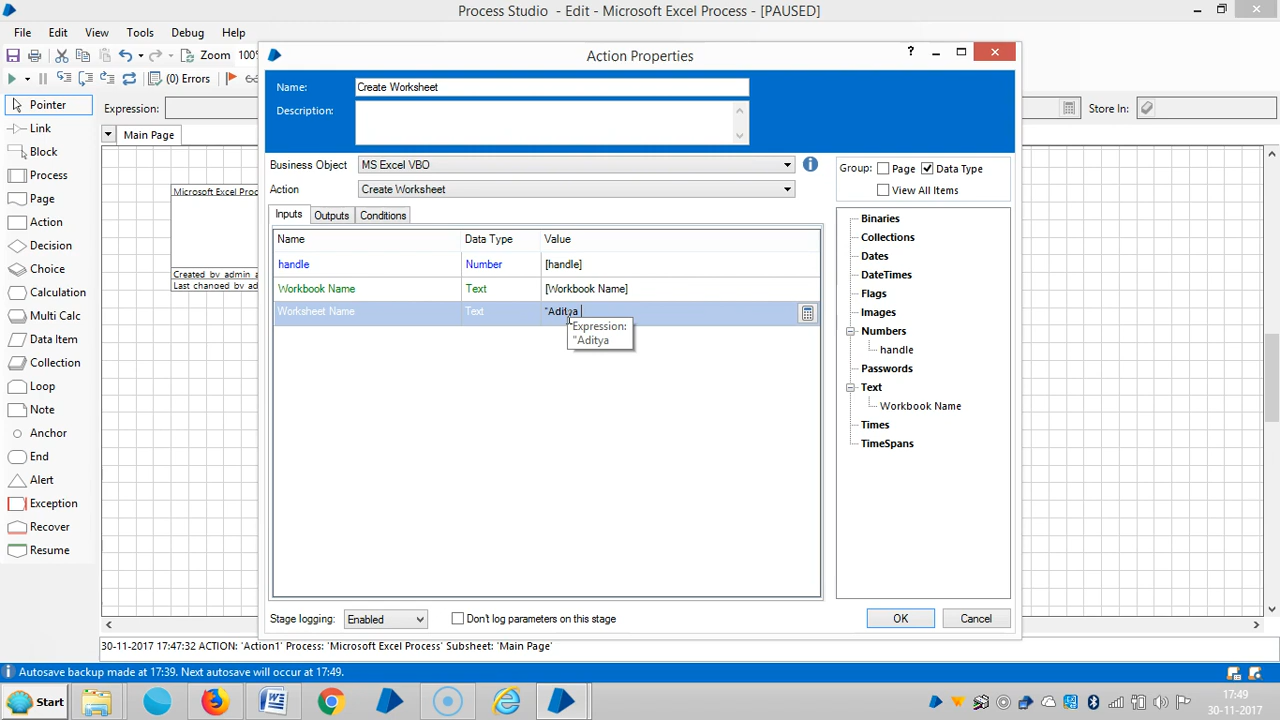 Process Studio - Edit - Microsoft Excel Process - [PAUSED]
File Edit View Tools Debug Help
Zoom 100%
(0) Errors
Expression:
Store In:
Pointer
Link
Block
Process
Page
Action
Decision
Choice
Calculation
Multi Calc
Data Item
Collection
Loop
Note
Anchor
End
Alert
Exception
Recover
Resume
Main Page
Microsoft Excel Proc
Created by admin a
Last changed by ad
Action Properties
?
Name: Create Worksheet
Description:
Business Object MS Excel VBO
Action Create Worksheet
Inputs Outputs Conditions
Name Data Type Value
handle Number [handle]
Workbook Name Text [Workbook Name]
Worksheet Name Text "Aditya
Expression:
"Aditya
Group: Page Data Type
View All Items
Binaries
Collections
Dates
DateTimes
Flags
Images
Numbers
handle
Passwords
Text
Workbook Name
Times
TimeSpans
Stage logging: Enabled Don't log parameters on this stage
OK Cancel
30-11-2017 17:47:32 ACTION: 'Action1' Process: 'Microsoft Excel Process' Subsheet: 'Main Page'
Autosave backup made at 17:39. Next autosave will occur at 17:49.
Start
17:49
30-11-2017